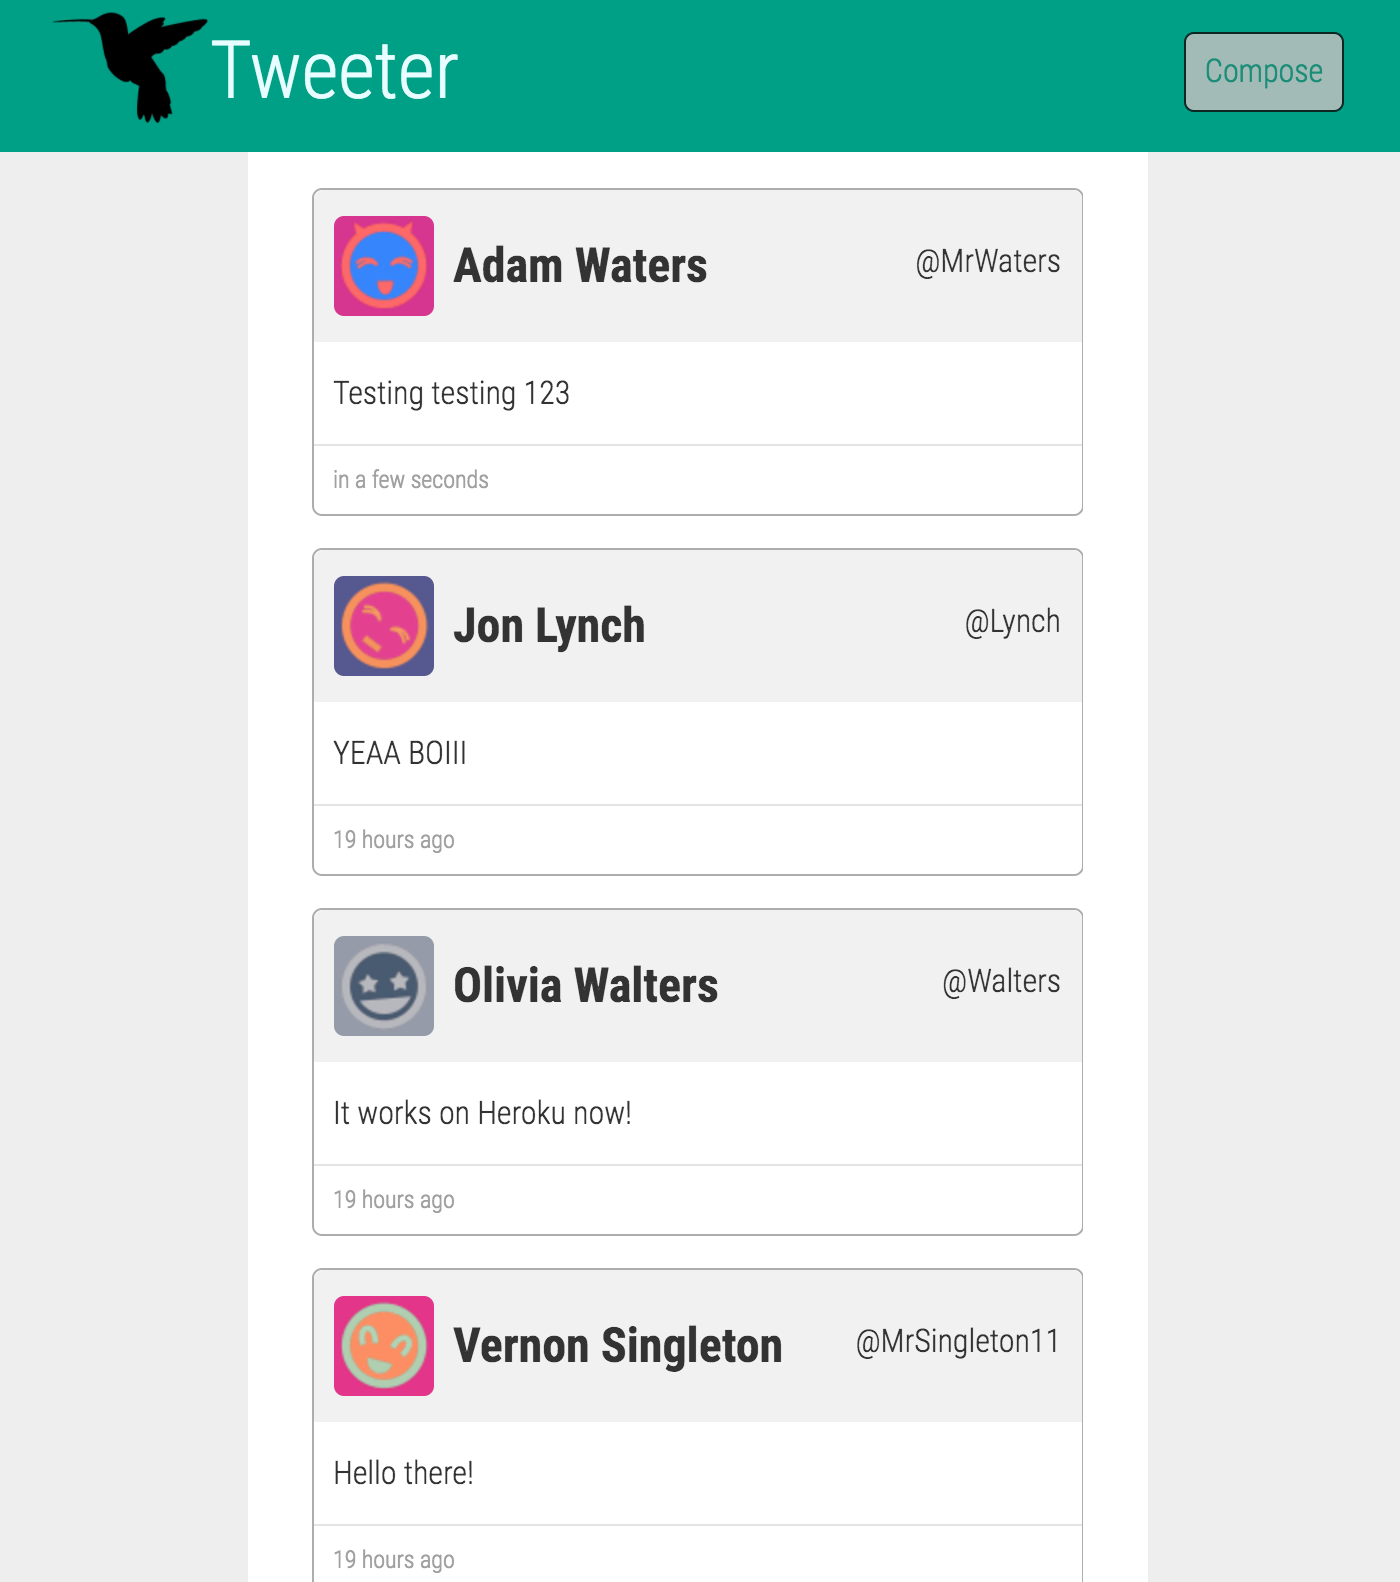 Tweeter
Compose
Adam Waters @MrWaters
Testing testing 123
in a few seconds
Jon Lynch @Lynch
YEAA BOIII
19 hours ago
Olivia Walters @Walters
It works on Heroku now!
19 hours ago
Vernon Singleton @MrSingleton11
Hello there!
19 hours ago